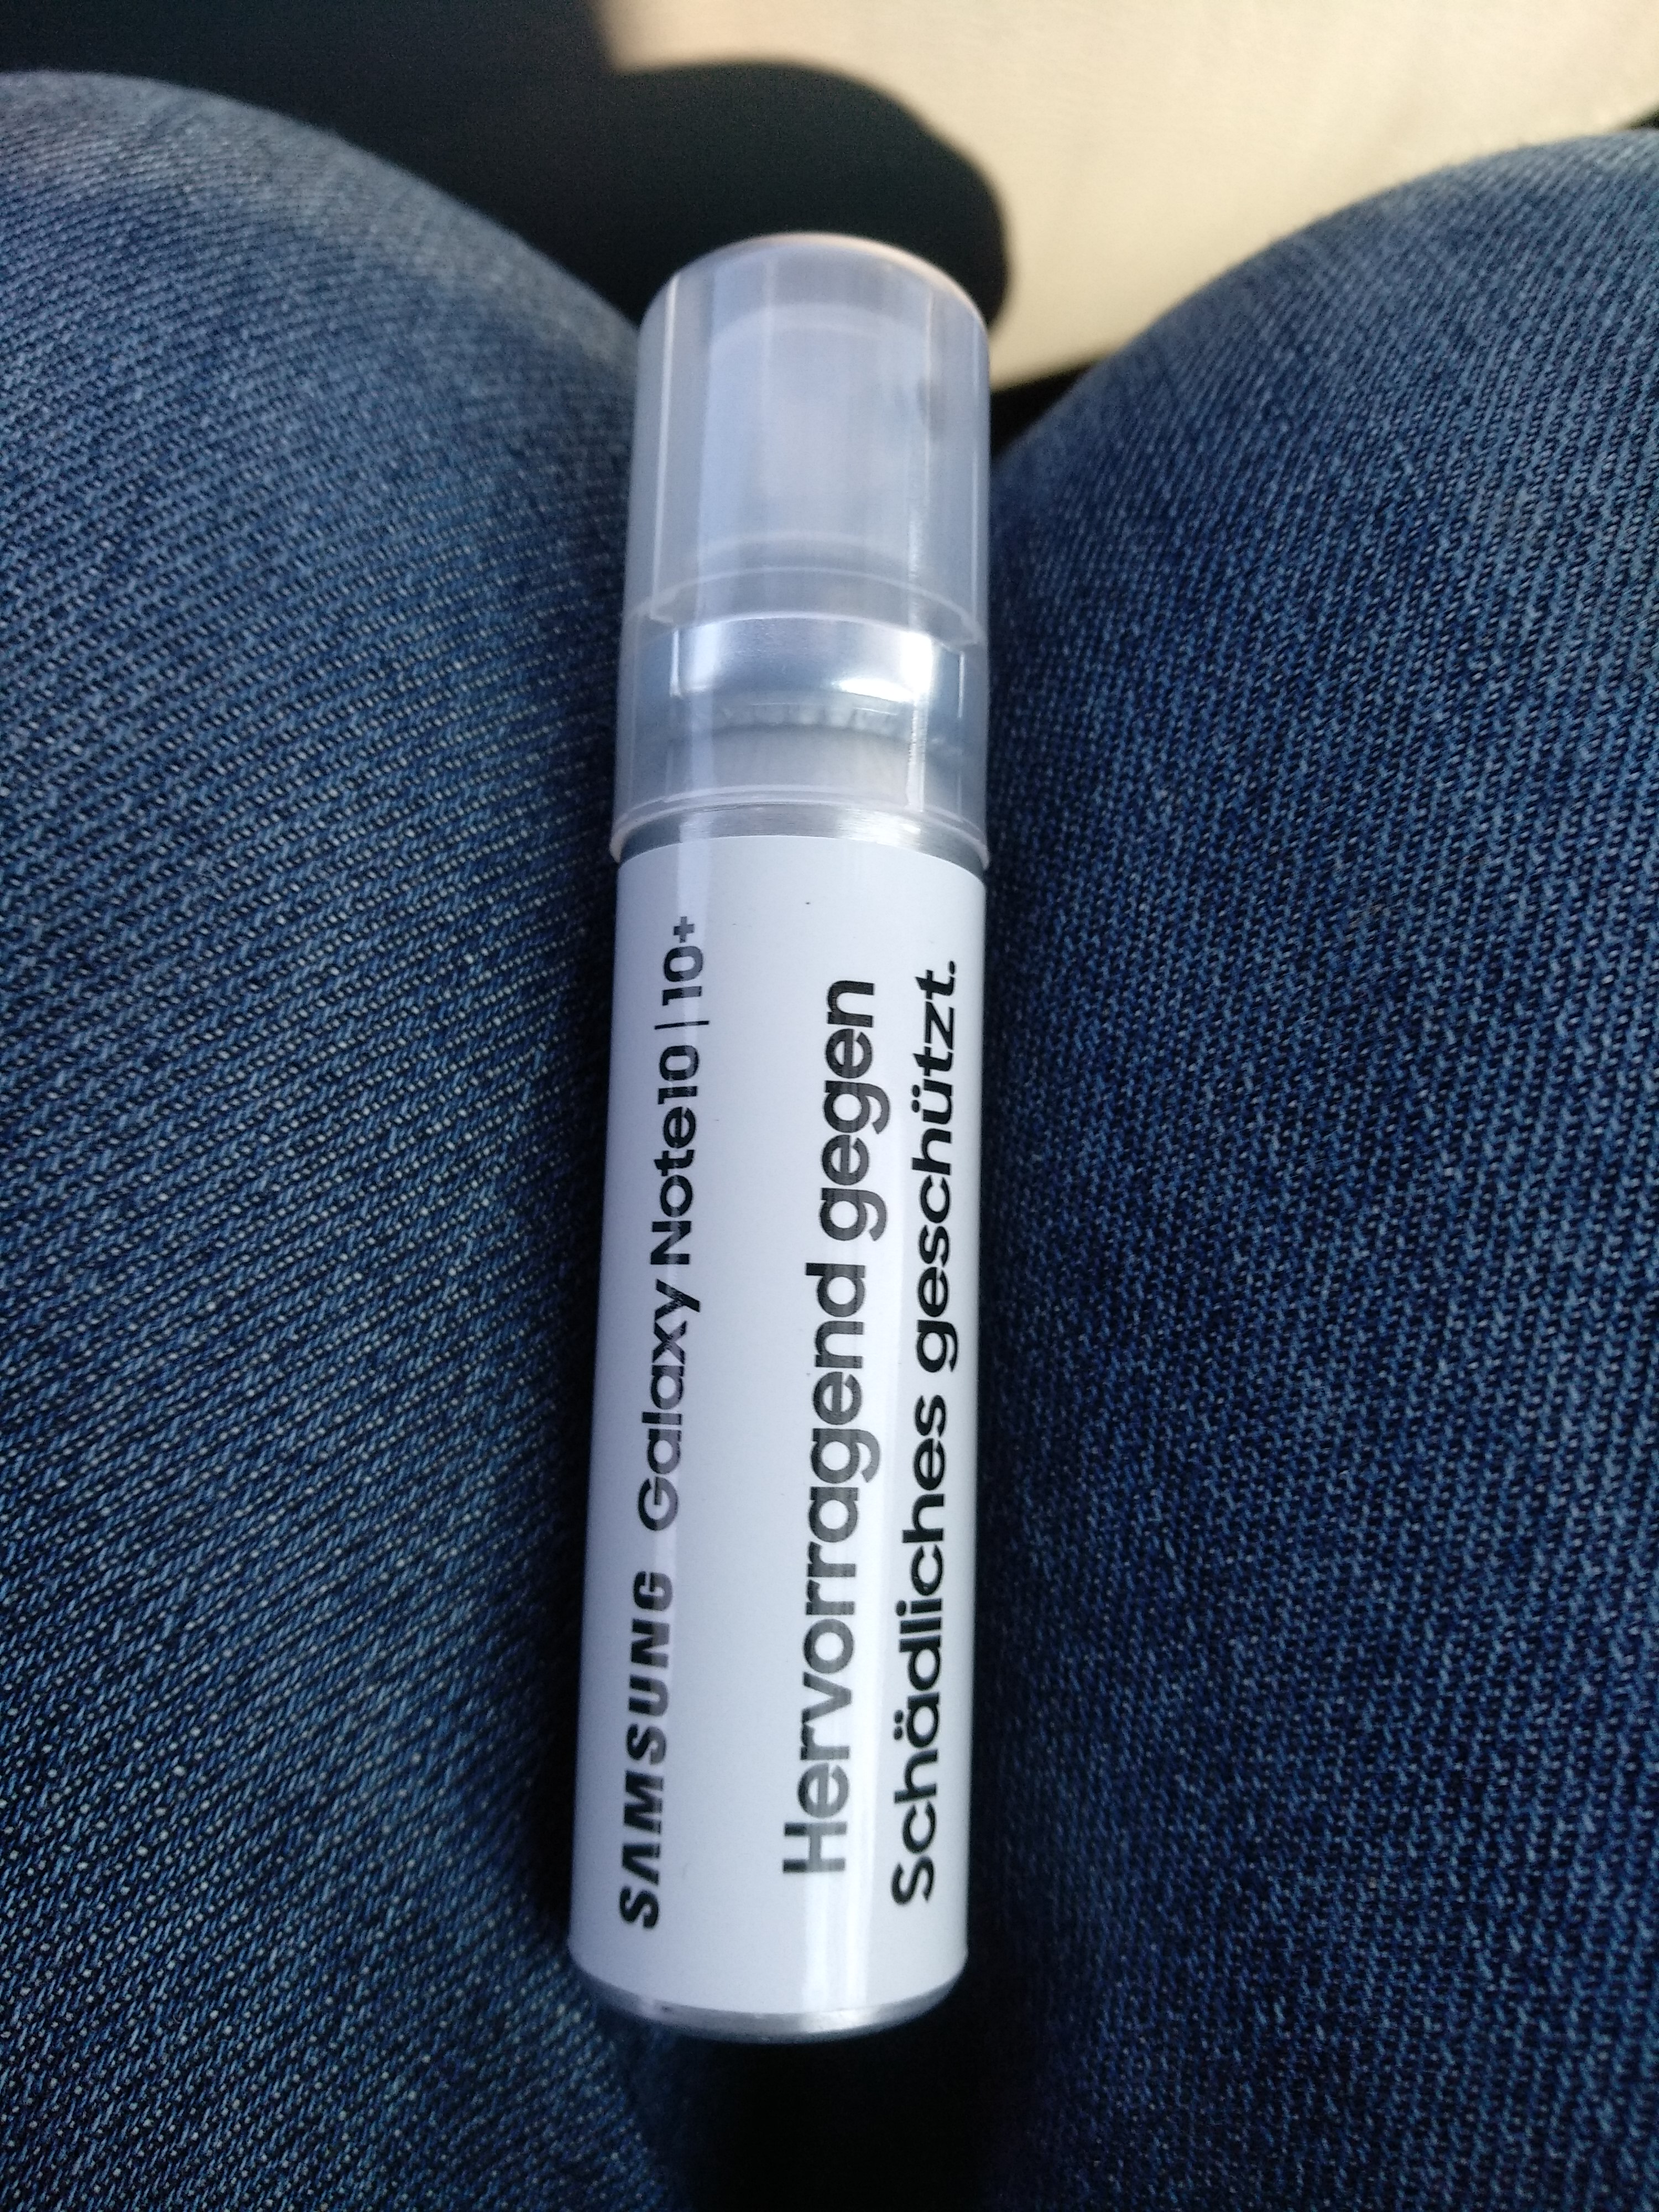 SAMSUNG Galaxy Note10 | 10+
Hervorragend gegen
Schädliches geschützt.